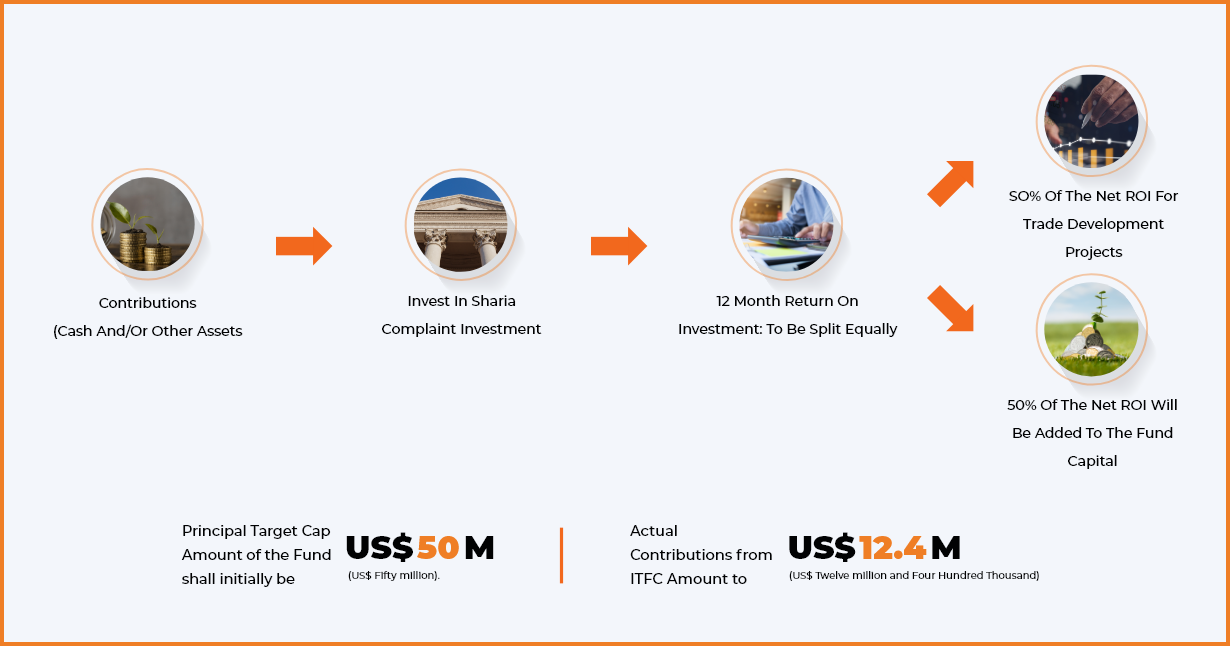 Contributions
(Cash And/Or Other Assets
Invest In Sharia
Complaint Investment
12 Month Return On
Investment: To Be Split Equally
SO% Of The Net ROI For
Trade Development
Projects
50% Of The Net ROI Will
Be Added To The Fund
Capital
Principal Target Cap
Amount of the Fund
shall initially be
US$ 50 M
(US$ Fifty million).
Actual
Contributions from
ITFC Amount to
US$ 12.4 M
(US$ Twelve million and Four Hundred Thousand)